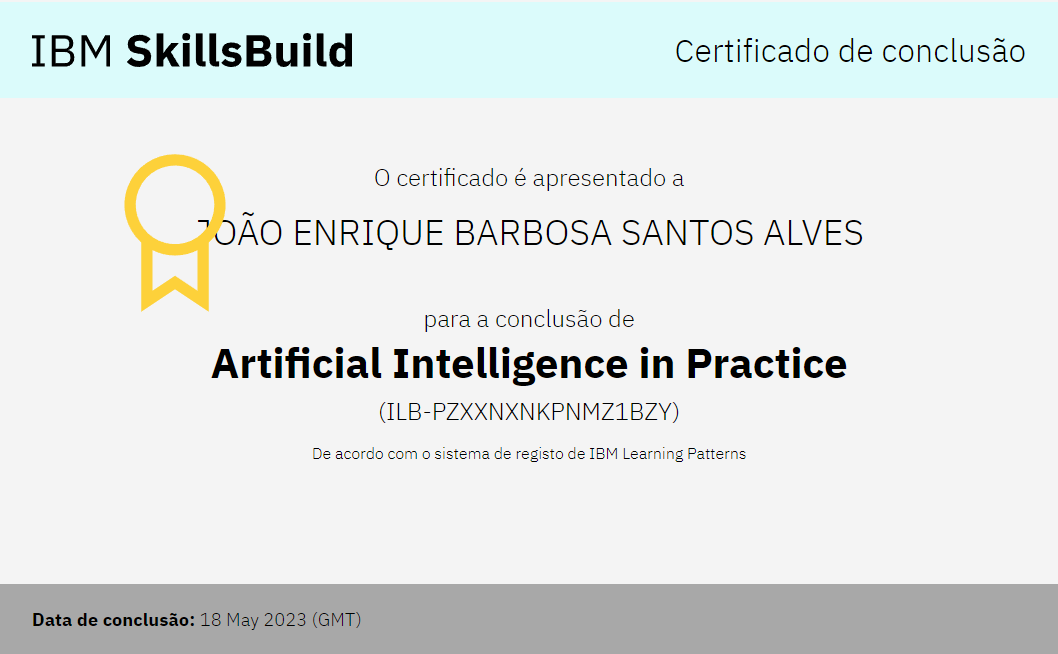 IBM SkillsBuild
Certificado de conclusão
O certificado é apresentado a
JOÃO ENRIQUE BARBOSA SANTOS ALVES
para a conclusão de
Artificial Intelligence in Practice
(ILB-PZXXNXNKPNMZ1BZY)
De acordo com o sistema de registo de IBM Learning Patterns
Data de conclusão: 18 May 2023 (GMT)